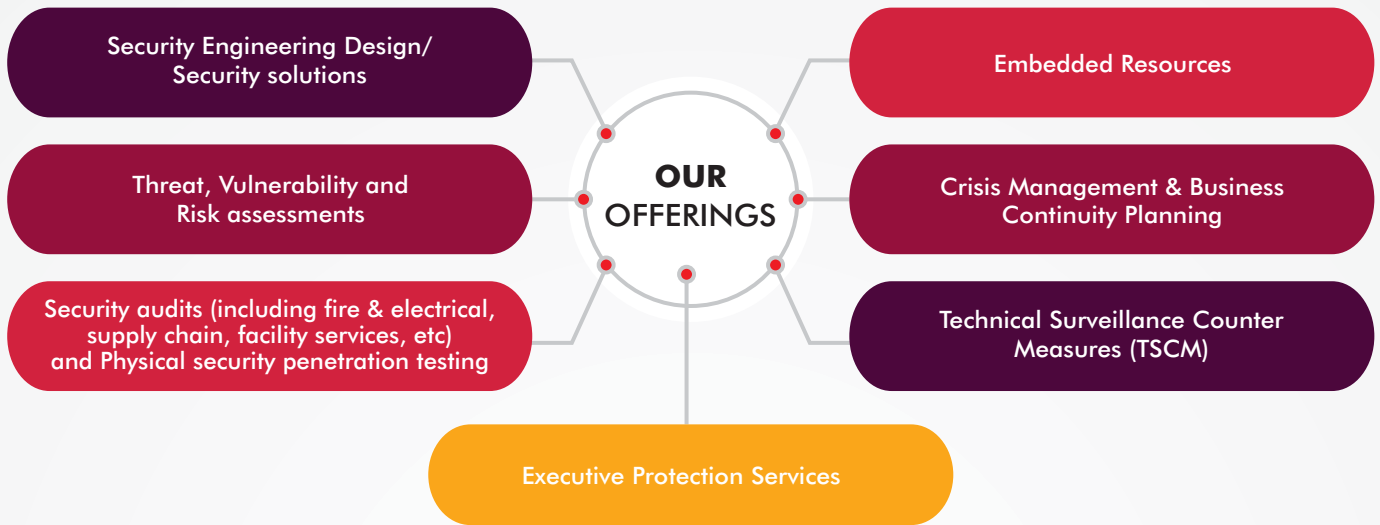 Security Engineering Design/
Security solutions
Threat, Vulnerability and
Risk assessments
Security audits (including fire & electrical,
supply chain, facility services, etc)
and Physical security penetration testing
OUR
OFFERINGS
Embedded Resources
Crisis Management & Business
Continuity Planning
Technical Surveillance Counter
Measures (TSCM)
Executive Protection Services